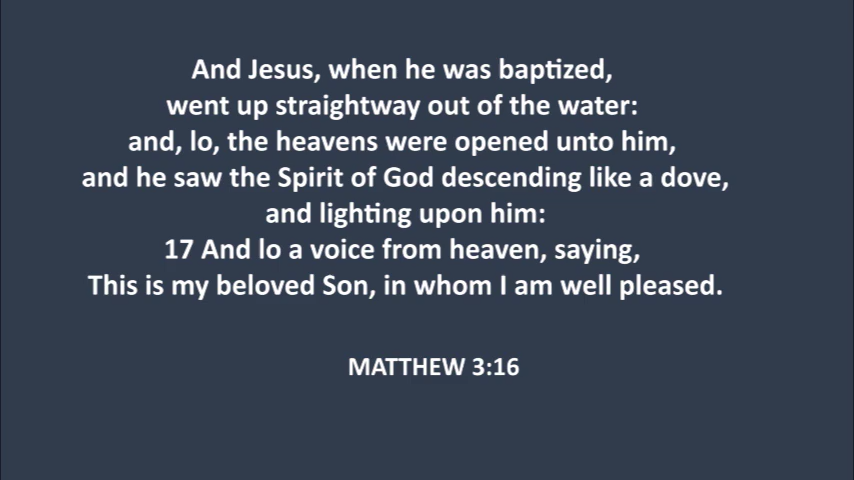 And Jesus, when he was baptized,
went up straightway out of the water:
and, lo, the heavens were opened unto him,
and he saw the Spirit of God descending like a dove,
and lighting upon him:
17 And lo a voice from heaven, saying,
This is my beloved Son, in whom I am well pleased.
MATTHEW 3:16